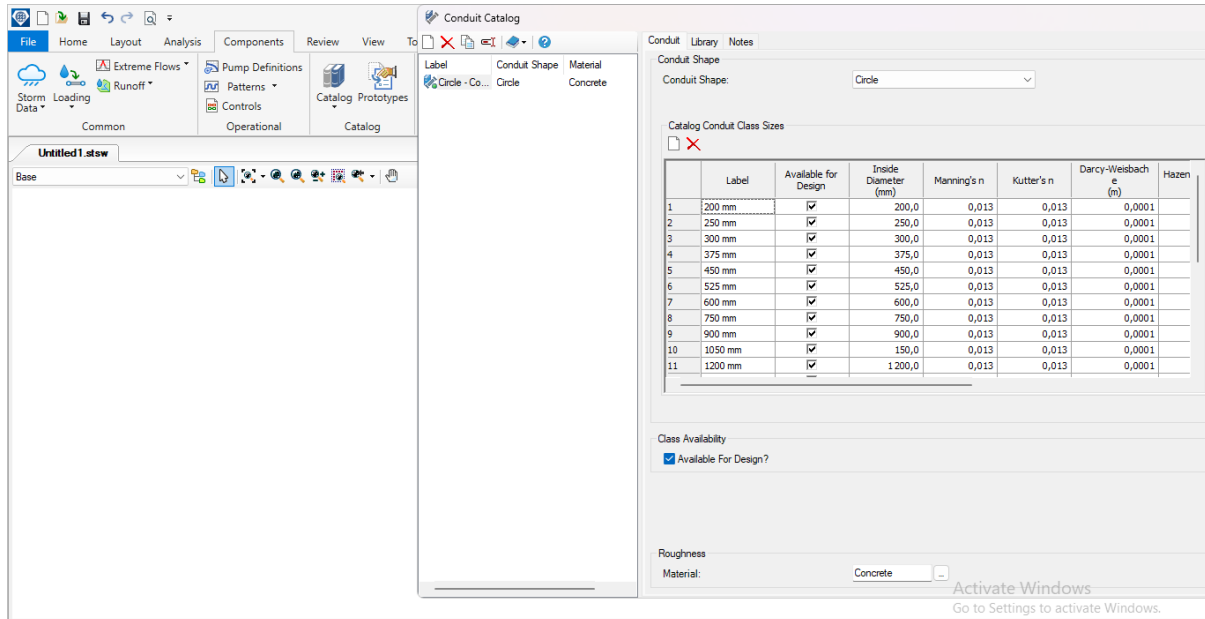 Conduit Catalog
File Home Layout Analysis Components Review View To
Extreme Flows
Runoff
Storm Data
Loading
Common
Pump Definitions
Patterns
Controls
Operational
Catalog Prototypes
Catalog
Untitled1.stsw
Base
Label Conduit Shape Material
Circle - Co... Circle Concrete
Conduit Library Notes
Conduit Shape
Conduit Shape: Circle
Catalog Conduit Class Sizes
Label Available for Design Inside Diameter (mm) Manning's n Kutter's n Darcy-Weisbach e (m) Hazen
1 200 mm 200,0 0,013 0,013 0,0001
2 250 mm 250,0 0,013 0,013 0,0001
3 300 mm 300,0 0,013 0,013 0,0001
4 375 mm 375,0 0,013 0,013 0,0001
5 450 mm 450,0 0,013 0,013 0,0001
6 525 mm 525,0 0,013 0,013 0,0001
7 600 mm 600,0 0,013 0,013 0,0001
8 750 mm 750,0 0,013 0,013 0,0001
9 900 mm 900,0 0,013 0,013 0,0001
10 1050 mm 150,0 0,013 0,013 0,0001
11 1200 mm 1200,0 0,013 0,013 0,0001
Class Availability
Available For Design?
Roughness
Material: Concrete ...
Activate Windows
Go to Settings to activate Windows.